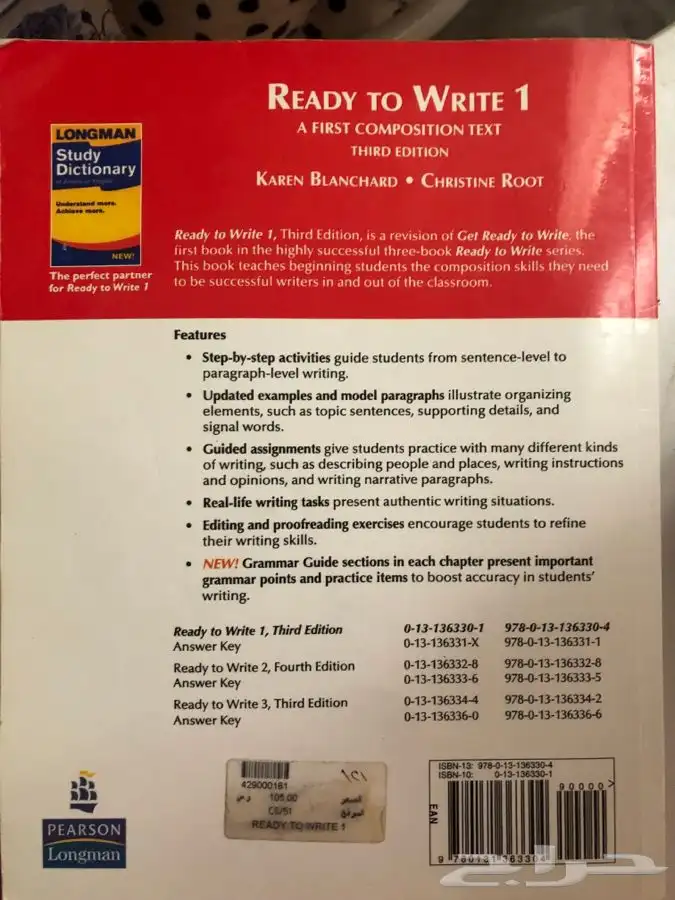 READY TO WRITE 1
A FIRST COMPOSITION TEXT
THIRD EDITION
KAREN BLANCHARD • CHRISTINE ROOT
LONGMAN
Study
Dictionary
of American English
Understand more.
Achieve more.
NEW!
The perfect partner
for Ready to Write 1
Ready to Write 1, Third Edition, is a revision of Get Ready to Write, the
first book in the highly successful three-book Ready to Write series.
This book teaches beginning students the composition skills they need
to be successful writers in and out of the classroom.
Features
• Step-by-step activities guide students from sentence-level to
paragraph-level writing.
• Updated examples and model paragraphs illustrate organizing
elements, such as topic sentences, supporting details, and
signal words.
• Guided assignments give students practice with many different kinds
of writing, such as describing people and places, writing instructions
and opinions, and writing narrative paragraphs.
• Real-life writing tasks present authentic writing situations.
• Editing and proofreading exercises encourage students to refine
their writing skills.
• NEW! Grammar Guide sections in each chapter present important
grammar points and practice items to boost accuracy in students'
writing.
Ready to Write 1, Third Edition 0-13-136330-1 978-0-13-136330-4
Answer Key 0-13-136331-X 978-0-13-136331-1
Ready to Write 2, Fourth Edition 0-13-136332-8 978-0-13-136332-8
Answer Key 0-13-136333-6 978-0-13-136333-5
Ready to Write 3, Third Edition 0-13-136334-4 978-0-13-136334-2
Answer Key 0-13-136336-0 978-0-13-136336-6
PEARSON
Longman
429000181
١٢١
105.00 ر.س السعر
C6/51 الموقع
READY TO WRITE 1
ISBN-13: 978-0-13-136330-4
ISBN-10: 0-13-136330-1
90000>
EAN
9 780131 363304
حراج